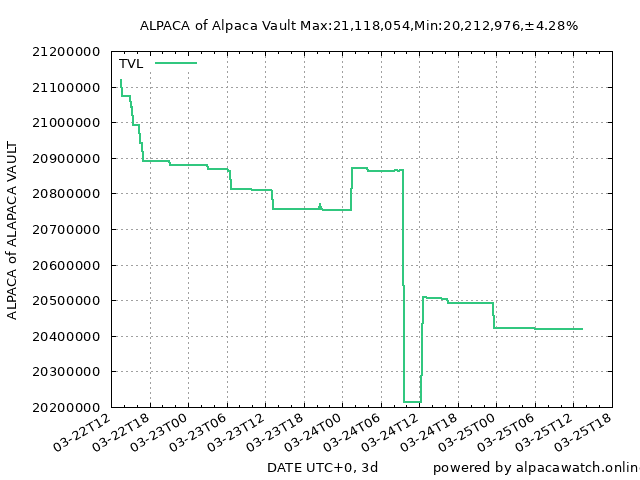 ALPACA of Alpaca Vault Max:21,118,054,Min:20,212,976,±4.28%
TVL
21200000
21100000
21000000
20900000
20800000
20700000
20600000
20500000
20400000
20300000
20200000
ALPACA of ALAPACA VAULT
03-22T12
03-22T18
03-23T00
03-23T06
03-23T12
03-23T18
03-24T00
03-24T06
03-24T12
03-24T18
03-25T00
03-25T06
03-25T12
03-25T18
DATE UTC+0, 3d
powered by alpacawatch.onlin